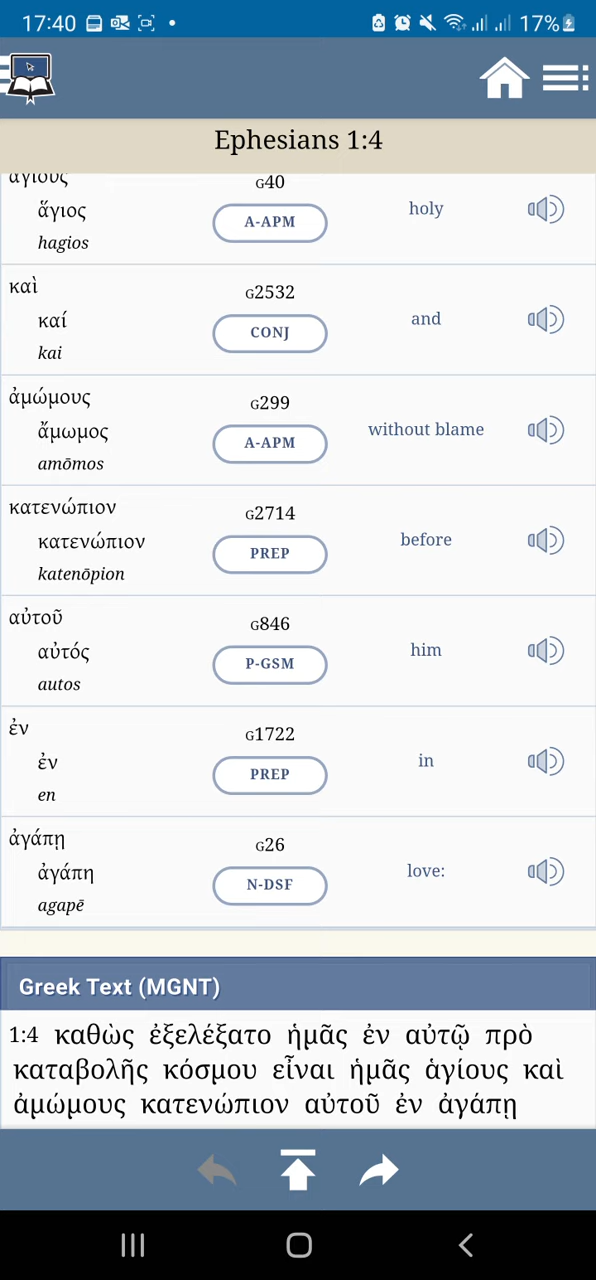 17:40
17%
Ephesians 1:4
ἁγίους
G40
ἅγιος
A-APM
holy
hagios
καὶ
G2532
καί
CONJ
and
kai
ἀμώμους
G299
ἄμωμος
A-APM
without blame
amōmos
κατενώπιον
G2714
κατενώπιον
PREP
before
katenōpion
αὐτοῦ
G846
αὐτός
P-GSM
him
autos
ἐν
G1722
ἐν
PREP
in
en
ἀγάπῃ
G26
ἀγάπη
N-DSF
love:
agapē
Greek Text (MGNT)
1:4 καθὼς ἐξελέξατο ἡμᾶς ἐν αὐτῷ πρὸ
καταβολῆς κόσμου εἶναι ἡμᾶς ἁγίους καὶ
ἀμώμους κατενώπιον αὐτοῦ ἐν ἀγάπῃ